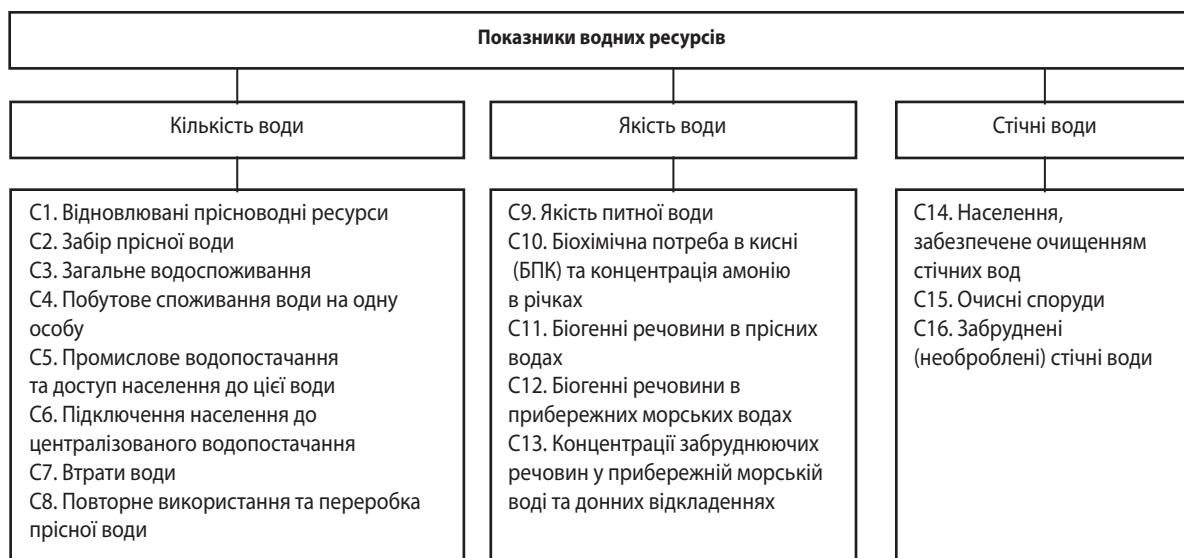 Показники водних ресурсів
Кількість води
Якість води
Стічні води
С1. Відновлювані прісноводні ресурси
С2. Забір прісної води
С3. Загальне водоспоживання
С4. Побутове споживання води на одну
особу
С5. Промислове водопостачання
та доступ населення до цієї води
С6. Підключення населення до
централізованого водопостачання
С7. Втрати води
С8. Повторне використання та переробка
прісної води
С9. Якість питної води
С10. Біохімічна потреба в кисні
(БПК) та концентрація амонію
в річках
С11. Біогенні речовини в прісних
водах
С12. Біогенні речовини в
прибережних морських водах
С13. Концентрації забруднюючих
речовин у прибережній морській
воді та донних відкладеннях
С14. Населення,
забезпечене очищенням
стічних вод
С15. Очисні споруди
С16. Забруднені
(необроблені) стічні води